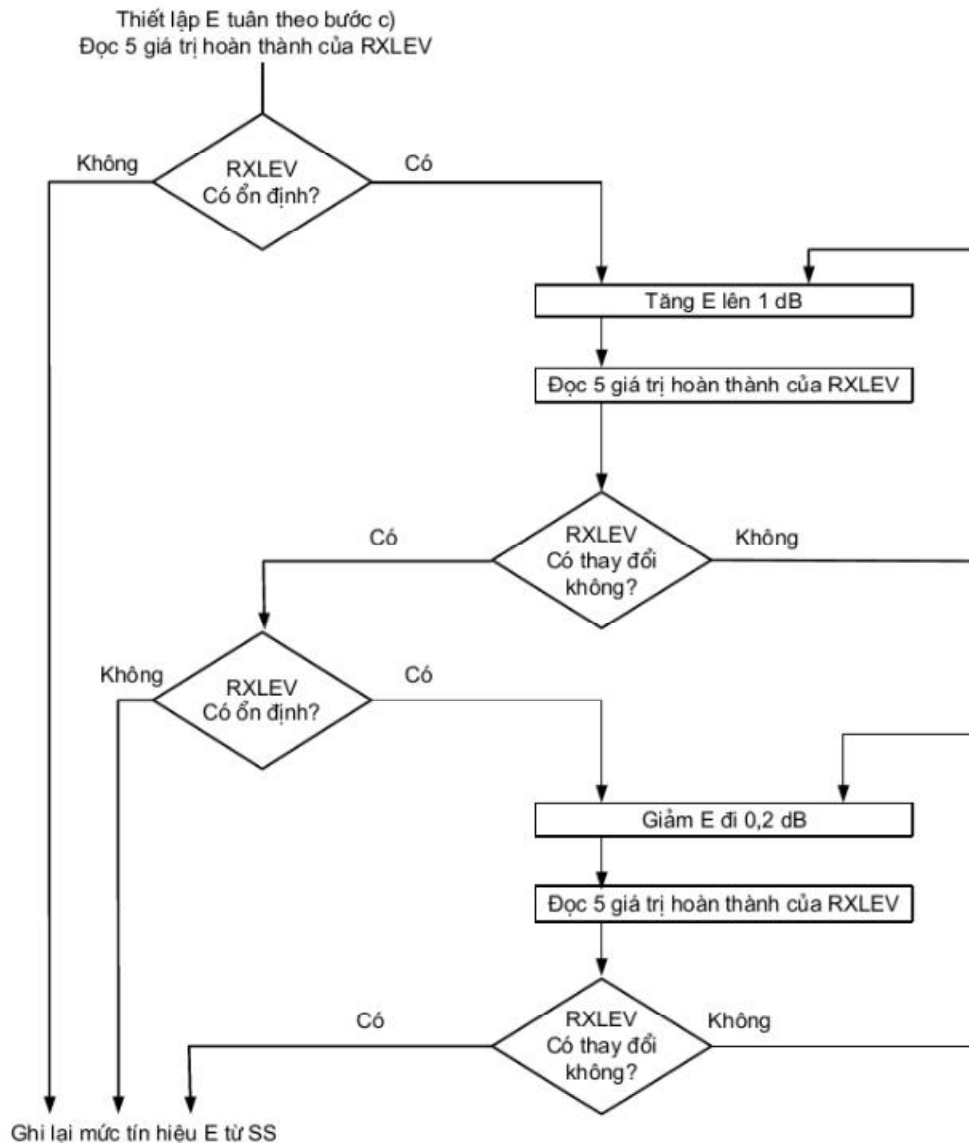 Thiết lập E tuân theo bước c)
Đọc 5 giá trị hoàn thành của RXLEV
Không
RXLEV
Có ổn định?
Có
Tăng E lên 1 dB
Đọc 5 giá trị hoàn thành của RXLEV
Có
RXLEV
Có thay đổi
không?
Không
Không
RXLEV
Có ổn định?
Có
Giảm E đi 0,2 dB
Đọc 5 giá trị hoàn thành của RXLEV
Có
RXLEV
Có thay đổi
không?
Không
Ghi lại mức tín hiệu E từ SS